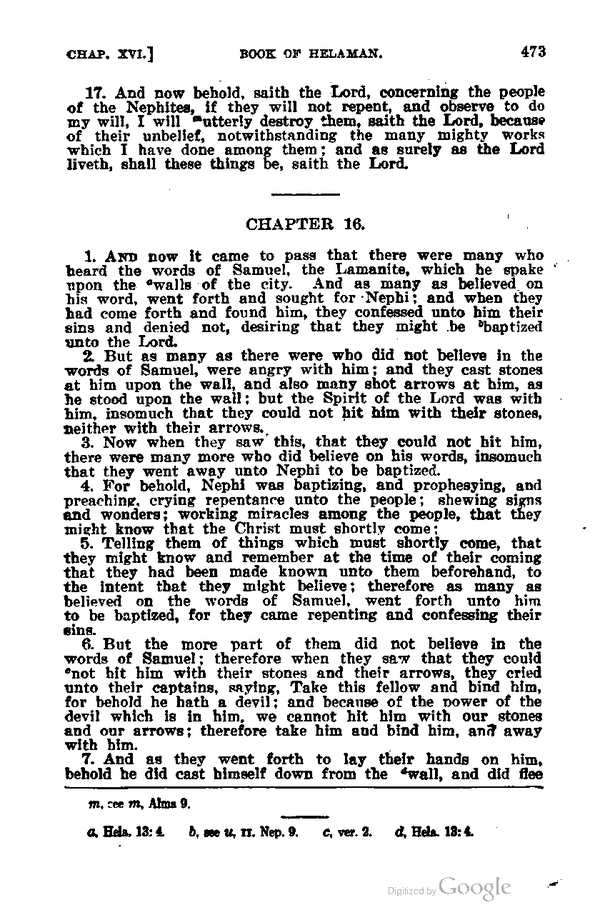 CHAP. XVI.] BOOK OF HELAMAN. 473
17. And now behold, saith the Lord, concerning the people
of the Nephites, if they will not repent, and observe to do
my will, I will ᵐutterly destroy them, saith the Lord, because
of their unbelief, notwithstanding the many mighty works
which I have done among them; and as surely as the Lord
liveth, shall these things be, saith the Lord.
CHAPTER 16.
1. AND now it came to pass that there were many who
heard the words of Samuel, the Lamanite, which he spake
upon the ᵃwalls of the city. And as many as believed on
his word, went forth and sought for Nephi; and when they
had come forth and found him, they confessed unto him their
sins and denied not, desiring that they might be ᵇbaptized
unto the Lord.
2. But as many as there were who did not believe in the
words of Samuel, were angry with him; and they cast stones
at him upon the wall, and also many shot arrows at him, as
he stood upon the wall; but the Spirit of the Lord was with
him, insomuch that they could not hit him with their stones,
neither with their arrows.
3. Now when they saw this, that they could not hit him,
there were many more who did believe on his words, insomuch
that they went away unto Nephi to be baptized.
4. For behold, Nephi was baptizing, and prophesying, and
preaching, crying repentance unto the people; shewing signs
and wonders; working miracles among the people, that they
might know that the Christ must shortly come;
5. Telling them of things which must shortly come, that
they might know and remember at the time of their coming
that they had been made known unto them beforehand, to
the intent that they might believe; therefore as many as
believed on the words of Samuel, went forth unto him
to be baptized, for they came repenting and confessing their
sins.
6. But the more part of them did not believe in the
words of Samuel; therefore when they saw that they could
ᶜnot hit him with their stones and their arrows, they cried
unto their captains, saying, Take this fellow and bind him,
for behold he hath a devil; and because of the power of the
devil which is in him, we cannot hit him with our stones
and our arrows; therefore take him and bind him, and away
with him.
7. And as they went forth to lay their hands on him,
behold he did cast himself down from the ᵈwall, and did flee
m, see m, Alma 9.
a, Hela. 13: 4. b, see u, II. Nep. 9. c, ver. 2. d, Hela. 13: 4.
Digitized by Google